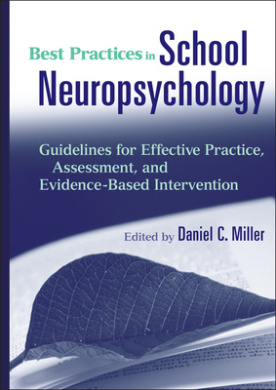 Best Practices in School
Neuropsychology
Guidelines for Effective Practice,
Assessment, and
Evidence-Based Intervention
Edited by Daniel C. Miller